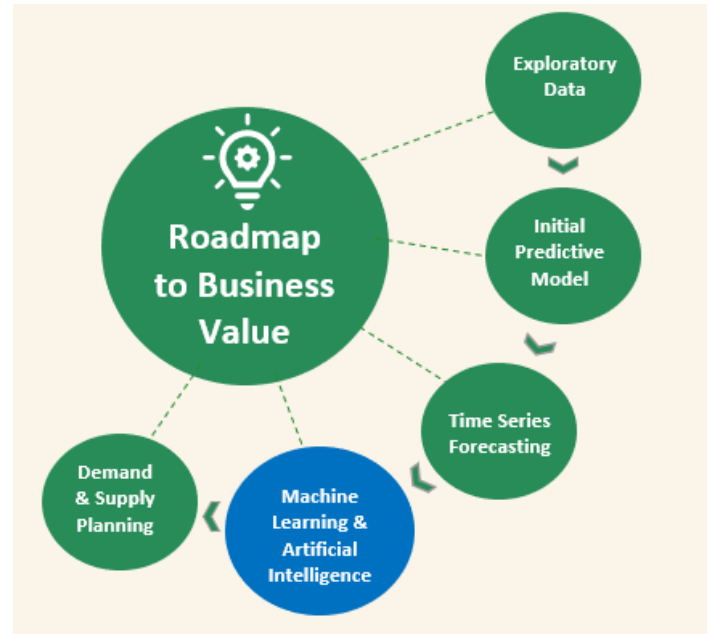 Roadmap
to Business
Value
Exploratory
Data
Initial
Predictive
Model
Time Series
Forecasting
Machine
Learning &
Artificial
Intelligence
Demand
& Supply
Planning